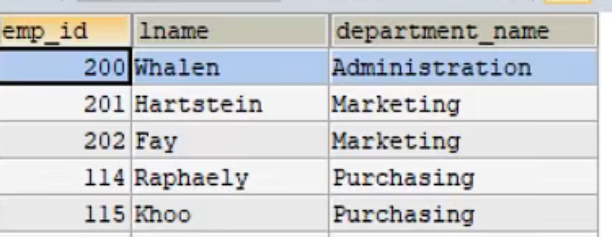 emp_id lname department_name
200 Whalen Administration
201 Hartstein Marketing
202 Fay Marketing
114 Raphaely Purchasing
115 Khoo Purchasing